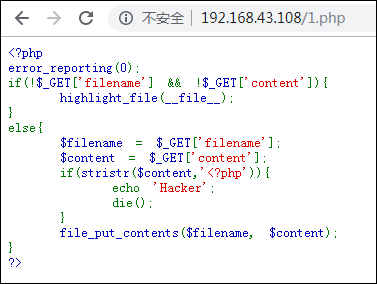 不安全 192.168.43.108/1.php
<?php
error_reporting(0);
if(!$_GET['filename'] && !$_GET['content']){
        highlight_file(__file__);
}
else{
        $filename = $_GET['filename'];
        $content = $_GET['content'];
        if(stristr($content,'<?php')){
                echo 'Hacker';
                die();
        }
        file_put_contents($filename, $content);
}
?>